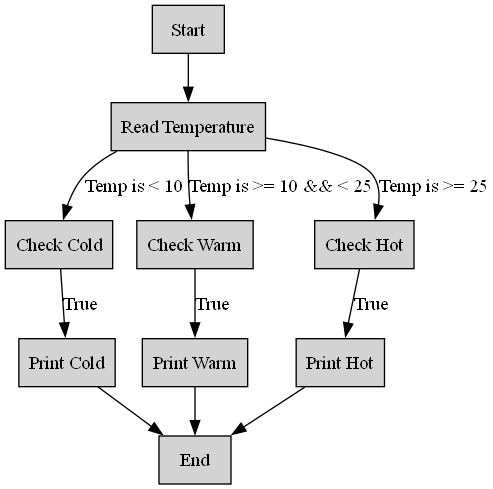 Start
Read Temperature
Temp is < 10
Temp is >= 10 && < 25
Temp is >= 25
Check Cold
Check Warm
Check Hot
True
True
True
Print Cold
Print Warm
Print Hot
End